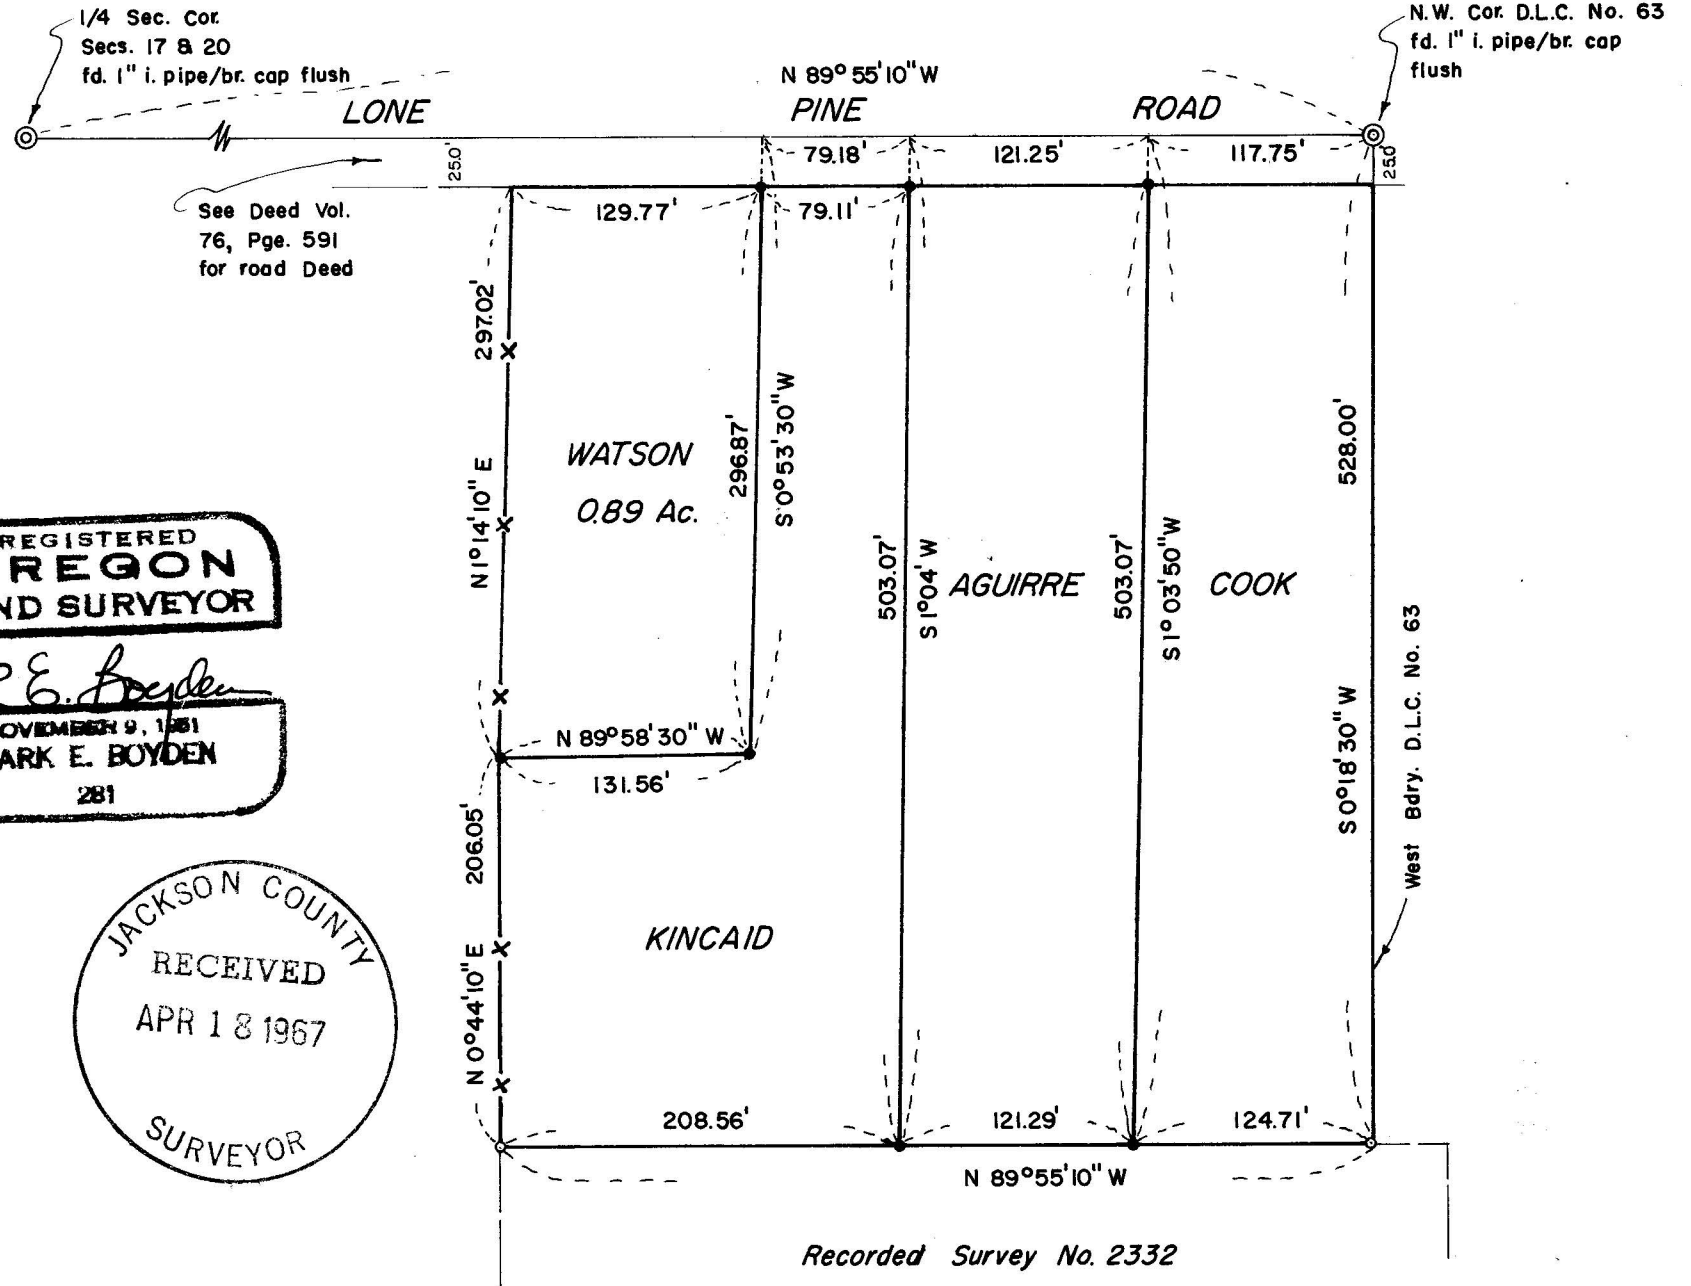 1/4 Sec. Cor.
Secs. 17 & 20
fd. 1" i. pipe/br. cap flush
N.W. Cor. D.L.C. No. 63
fd. 1" i. pipe/br. cap
flush
N 89° 55' 10" W
LONE PINE ROAD
25.0'
79.18'
121.25'
117.75'
25.0'
See Deed Vol.
76, Pge. 591
for road Deed
129.77'
79.11'
297.02'
N 1° 14' 10" E
WATSON
0.89 Ac.
296.87'
S 0° 53' 30" W
503.07'
S 1° 04' W
AGUIRRE
503.07'
S 1° 03' 50" W
COOK
528.00'
S 0° 18' 30" W
West Bdry. D.L.C. No. 63
REGISTERED
REGON
ND SURVEYOR
E. Boyden
OVEMBER 9, 1951
ARK E. BOYDEN
281
N 89° 58' 30" W
131.56'
206.05'
N 0° 44' 10" E
KINCAID
JACKSON COUNTY
RECEIVED
APR 18 1967
SURVEYOR
208.56'
121.29'
124.71'
N 89° 55' 10" W
Recorded Survey No. 2332